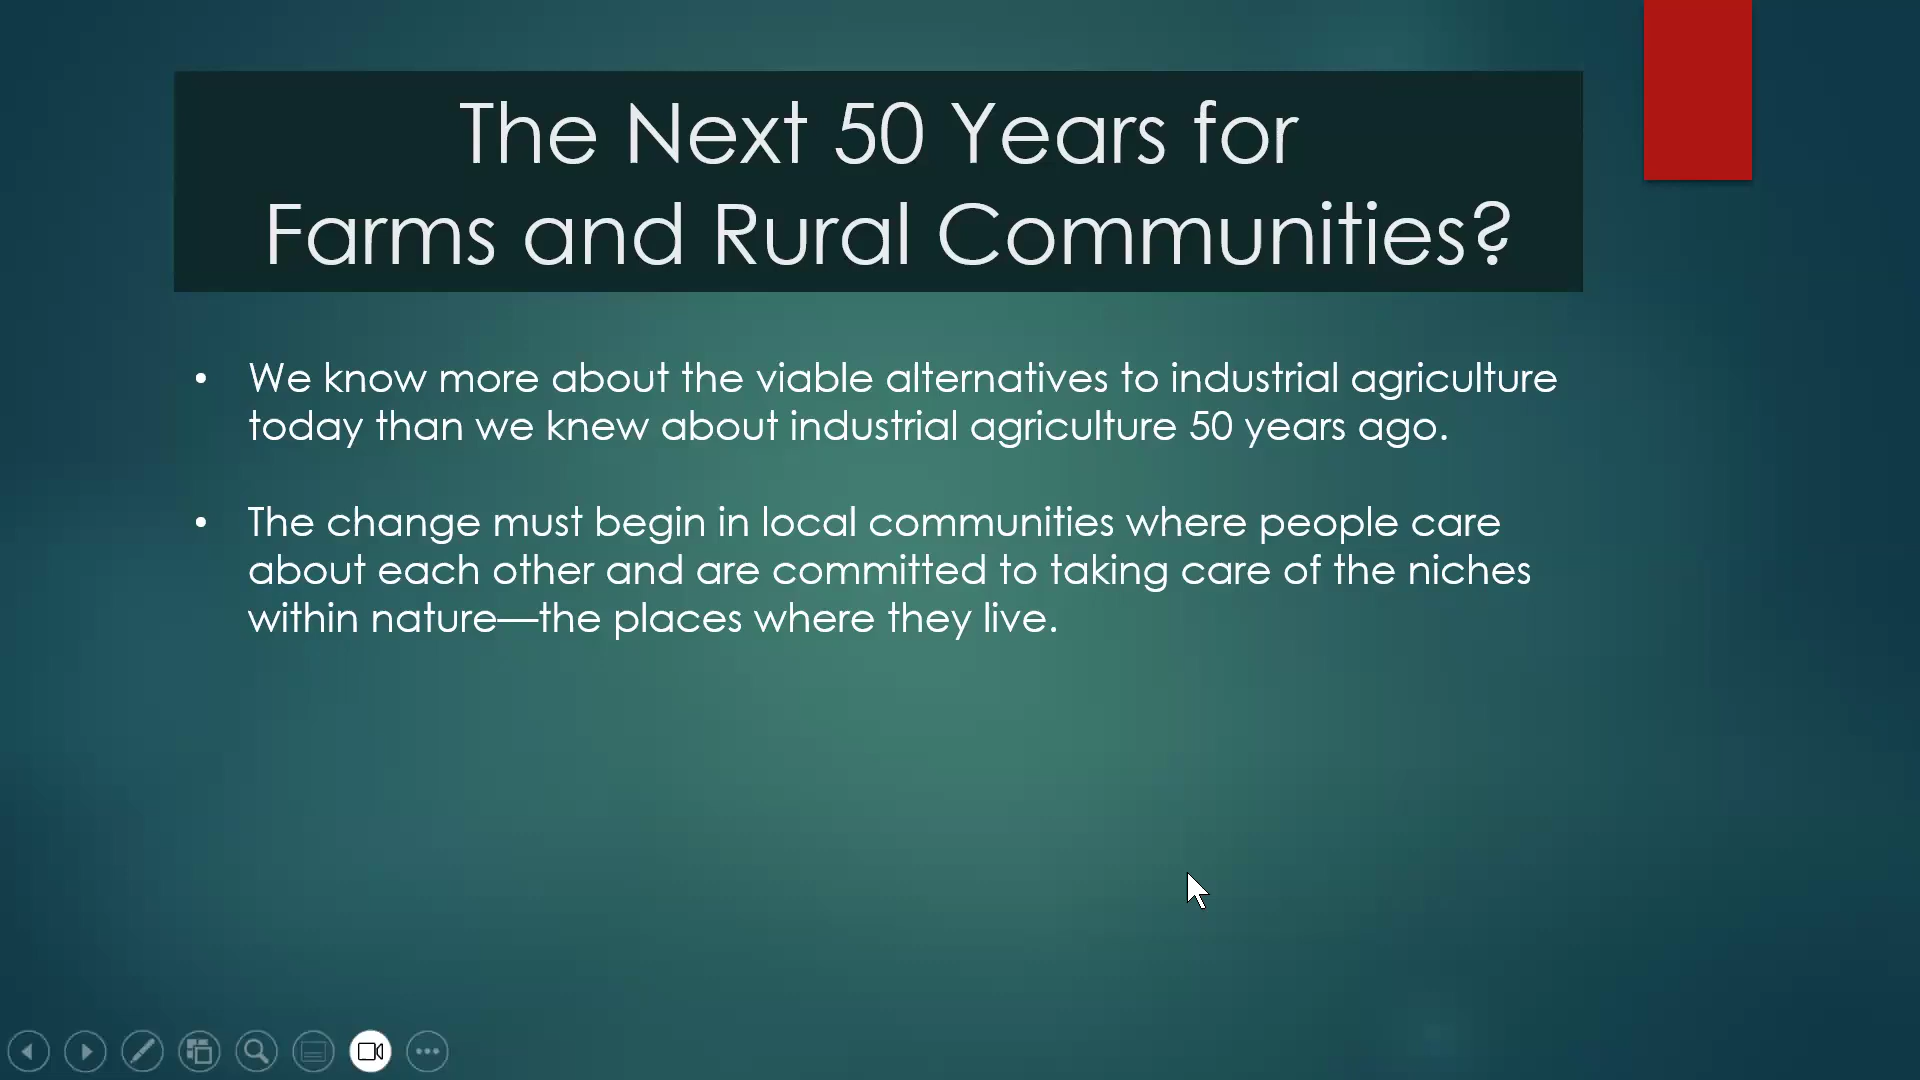 The Next 50 Years for
Farms and Rural Communities?
• We know more about the viable alternatives to industrial agriculture
today than we knew about industrial agriculture 50 years ago.
• The change must begin in local communities where people care
about each other and are committed to taking care of the niches
within nature—the places where they live.